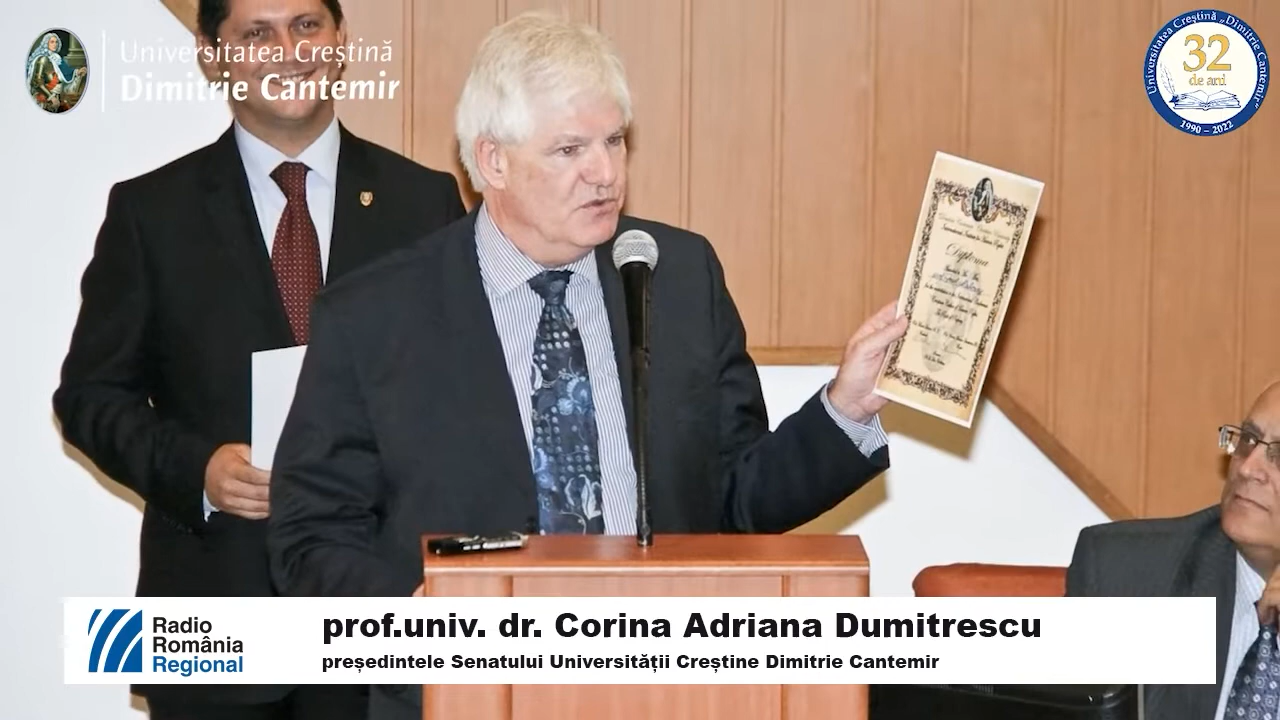 Universitatea Creștină
Dimitrie Cantemir
Universitatea Creștină „Dimitrie Cantemir”
32
de ani
1990 – 2022
Diploma
Radio
România
Regional
prof.univ. dr. Corina Adriana Dumitrescu
președintele Senatului Universității Creștine Dimitrie Cantemir